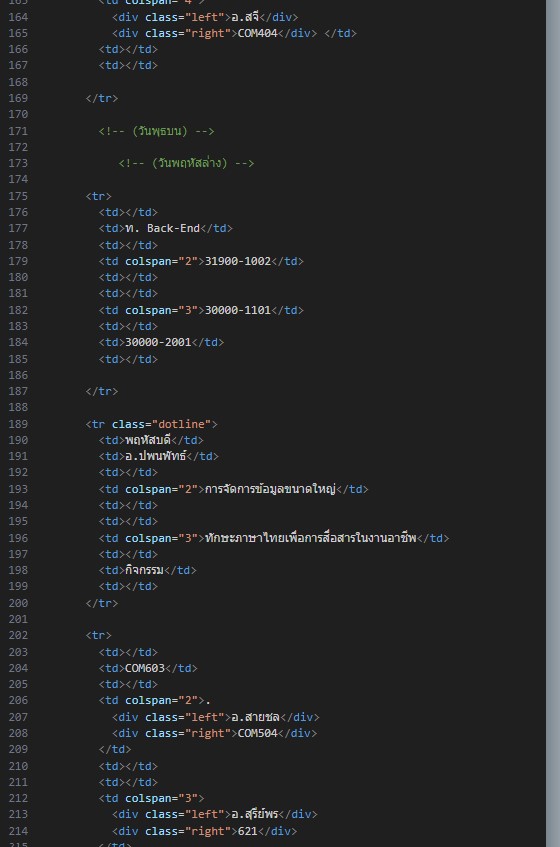 164 <div class="left">อ.สจี</div>
165 <div class="right">COM404</div> </td>
166 <td></td>
167 <td></td>
168
169 </tr>
170
171 <!-- (วันพุธบน) -->
172
173 <!-- (วันพฤหัสล่าง) -->
174
175 <tr>
176 <td></td>
177 <td>ท. Back-End</td>
178 <td></td>
179 <td colspan="2">31900-1002</td>
180 <td></td>
181 <td></td>
182 <td colspan="3">30000-1101</td>
183 <td></td>
184 <td>30000-2001</td>
185 <td></td>
186
187 </tr>
188
189 <tr class="dotline">
190 <td>พฤหัสบดี</td>
191 <td>อ.ปพนพัทธ์</td>
192 <td></td>
193 <td colspan="2">การจัดการข้อมูลขนาดใหญ่</td>
194 <td></td>
195 <td></td>
196 <td colspan="3">ทักษะภาษาไทยเพื่อการสื่อสารในงานอาชีพ</td>
197 <td></td>
198 <td>กิจกรรม</td>
199 <td></td>
200 </tr>
201
202 <tr>
203 <td></td>
204 <td>COM603</td>
205 <td></td>
206 <td colspan="2">.
207 <div class="left">อ.สายชล</div>
208 <div class="right">COM504</div>
209 </td>
210 <td></td>
211 <td></td>
212 <td colspan="3">
213 <div class="left">อ.สุรีย์พร</div>
214 <div class="right">621</div>